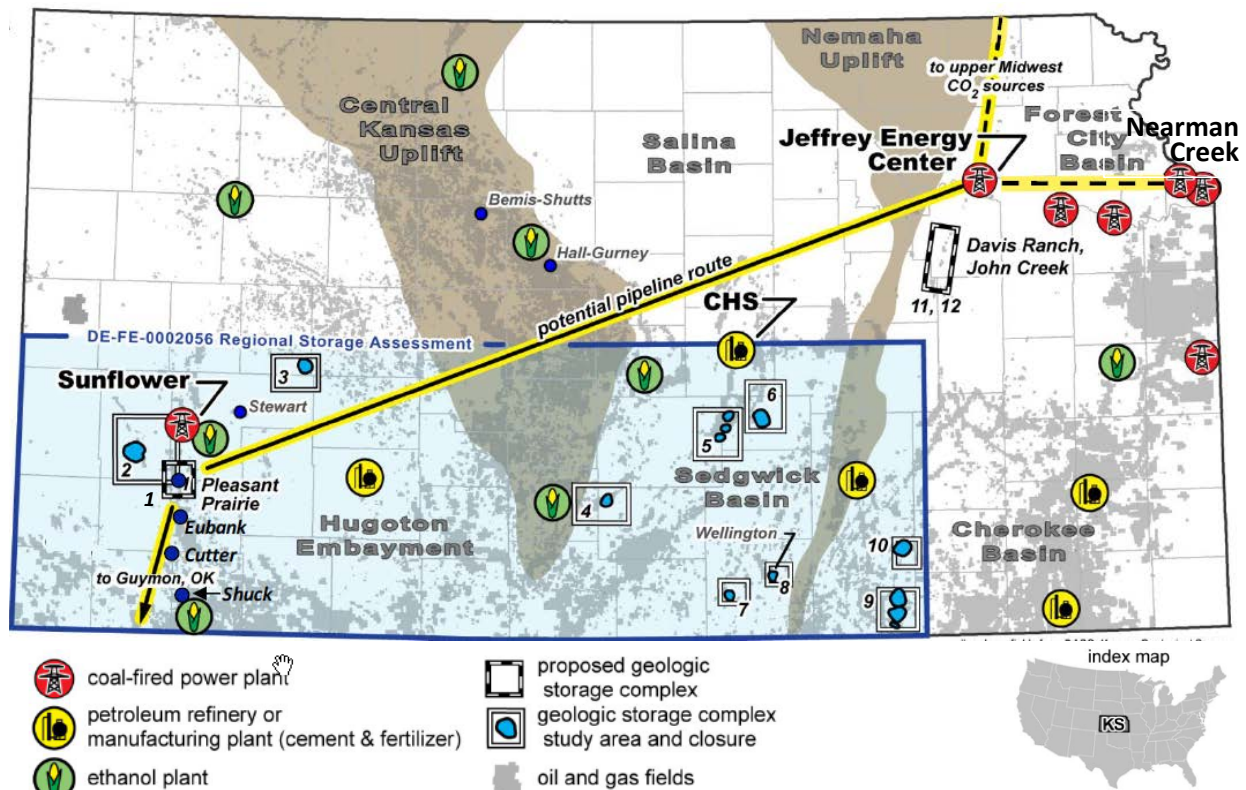 Nemaha
Uplift
to upper Midwest
CO2 sources
Central
Kansas
Uplift
Salina
Basin
Jeffrey Energy
Center
Forest
City
Basin
Nearman
Creek
Bemis-Shutts
Hall-Gurney
Davis Ranch,
John Creek
11, 12
potential pipeline route
CHS
DE-FE-0002056 Regional Storage Assessment
Sunflower
3
Stewart
6
5
2
1
Pleasant
Prairie
Sedgwick
Basin
4
Eubank
Hugoton
Embayment
Cherokee
Basin
Wellington
Cutter
10
to Guymon, OK
Shuck
8
7
9
coal-fired power plant
petroleum refinery or
manufacturing plant (cement & fertilizer)
ethanol plant
proposed geologic
storage complex
geologic storage complex
study area and closure
oil and gas fields
index map
KS